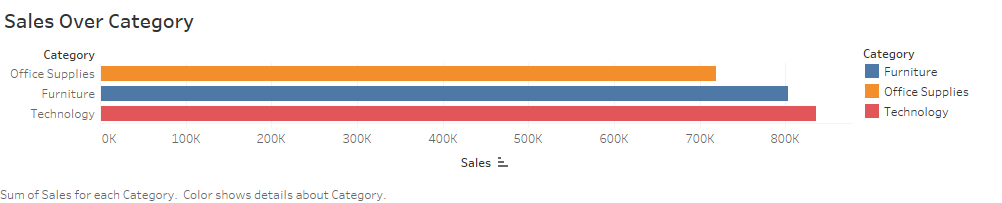 Sales Over Category
Category
Office Supplies
Furniture
Technology
0K 100K 200K 300K 400K 500K 600K 700K 800K
Sales
Category
Furniture
Office Supplies
Technology
Sum of Sales for each Category. Color shows details about Category.